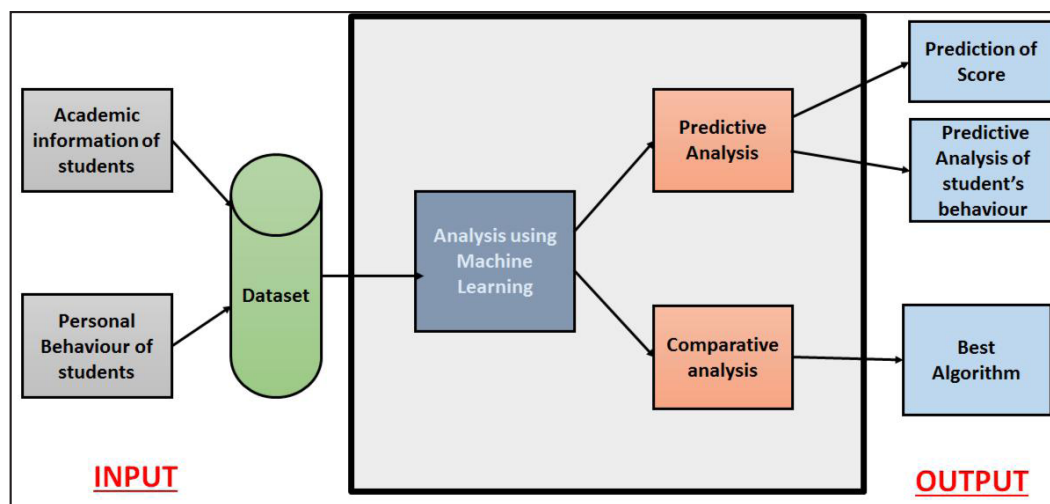 Academic
information of
students
Personal
Behaviour of
students
Dataset
INPUT
Analysis using
Machine
Learning
Predictive
Analysis
Comparative
analysis
Prediction of
Score
Predictive
Analysis of
student's
behaviour
Best
Algorithm
OUTPUT